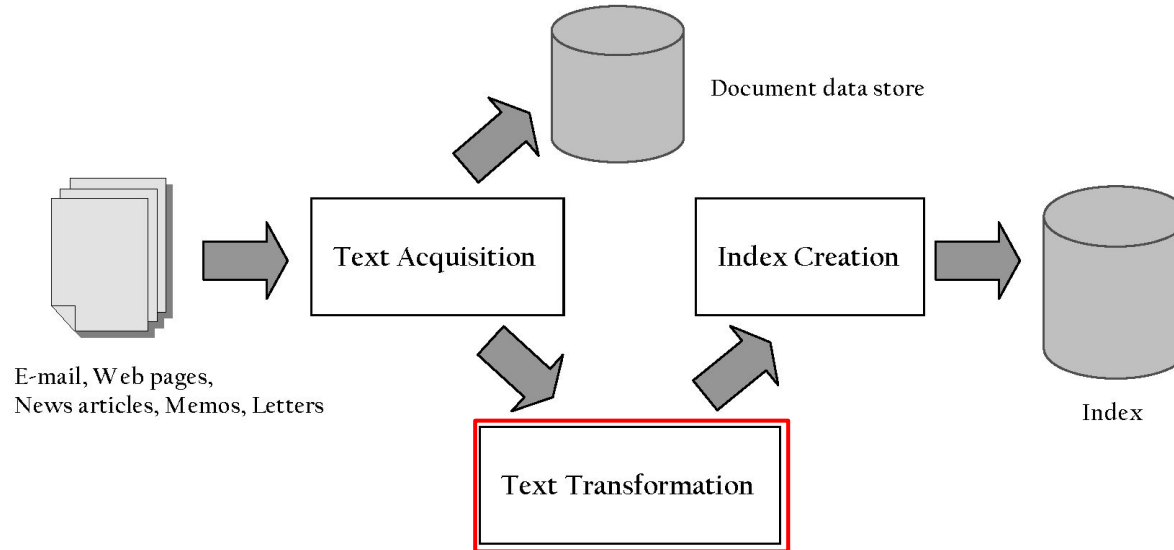 Document data store
Text Acquisition
Index Creation
E-mail, Web pages,
News articles, Memos, Letters
Index
Text Transformation